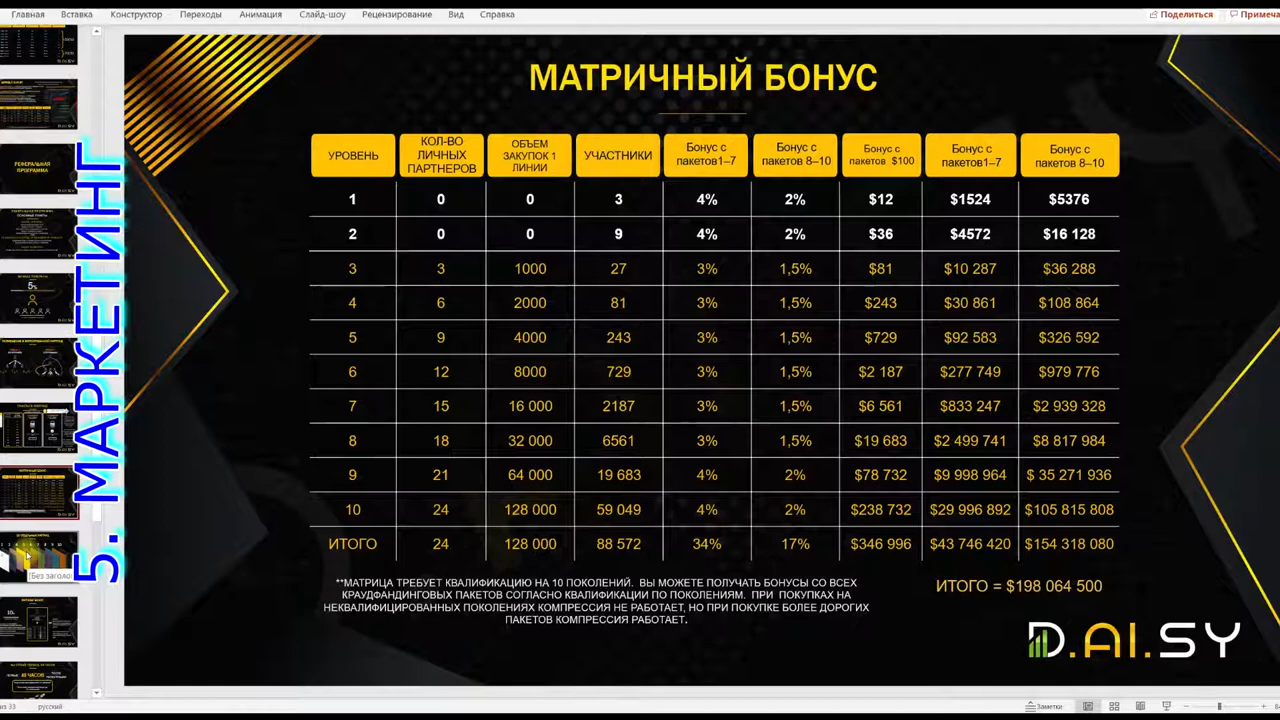 Главная Вставка Конструктор Переходы Анимация Слайд-шоу Рецензирование Вид Справка Поделиться
МАТРИЧНЫЙ БОНУС
УРОВЕНЬ КОЛ-ВО ЛИЧНЫХ ПАРТНЕРОВ ОБЪЕМ ЗАКУПОК 1 ЛИНИИ УЧАСТНИКИ Бонус с пакетов1–7 Бонус с пакетов 8–10 Бонус с пакетов $100 Бонус с пакетов1–7 Бонус с пакетов 8–10
1 0 0 3 4% 2% $12 $1524 $5376
2 0 0 9 4% 2% $36 $4572 $16 128
3 3 1000 27 3% 1,5% $81 $10 287 $36 288
4 6 2000 81 3% 1,5% $243 $30 861 $108 864
5 9 4000 243 3% 1,5% $729 $92 583 $326 592
6 12 8000 729 3% 1,5% $2 187 $277 749 $979 776
7 15 16 000 2187 3% 1,5% $6 561 $833 247 $2 939 328
8 18 32 000 6561 3% 1,5% $19 683 $2 499 741 $8 817 984
9 21 64 000 19 683 4% 2% $78 732 $9 998 964 $ 35 271 936
10 24 128 000 59 049 4% 2% $238 732 $29 996 892 $105 815 808
ИТОГО 24 128 000 88 572 34% 17% $346 996 $43 746 420 $154 318 080
**МАТРИЦА ТРЕБУЕТ КВАЛИФИКАЦИЮ НА 10 ПОКОЛЕНИЙ. ВЫ МОЖЕТЕ ПОЛУЧАТЬ БОНУСЫ СО ВСЕХ
КРАУДФАНДИНГОВЫХ ПАКЕТОВ СОГЛАСНО КВАЛИФИКАЦИИ ПО ПОКОЛЕНИЯМ. ПРИ ПОКУПКАХ НА
НЕКВАЛИФИЦИРОВАННЫХ ПОКОЛЕНИЯХ КОМПРЕССИЯ НЕ РАБОТАЕТ, НО ПРИ ПОКУПКЕ БОЛЕЕ ДОРОГИХ
ПАКЕТОВ КОМПРЕССИЯ РАБОТАЕТ.
ИТОГО = $198 064 500
D.AI.SY
5. МАРКЕТИНГ
РЕФЕРАЛЬНАЯ
ПРОГРАММА
5%
[Без заголо
из 33 русский Заметки